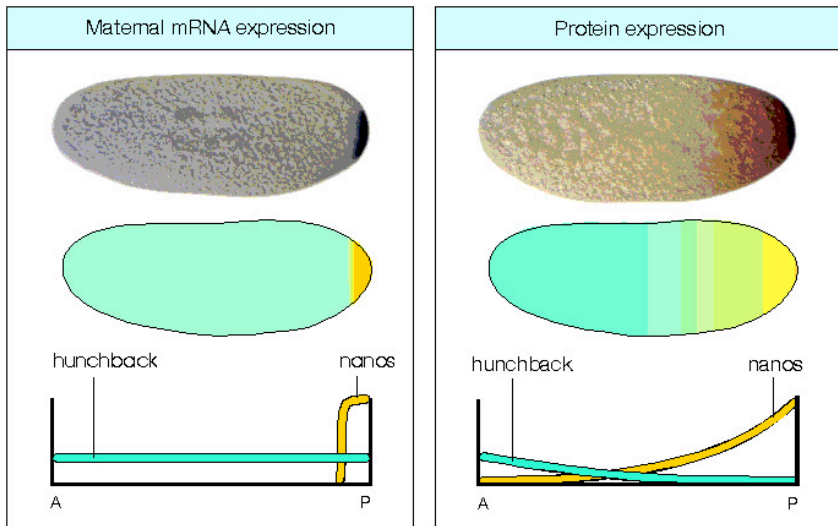 Maternal mRNA expression
Protein expression
hunchback
nanos
A
P
hunchback
nanos
A
P